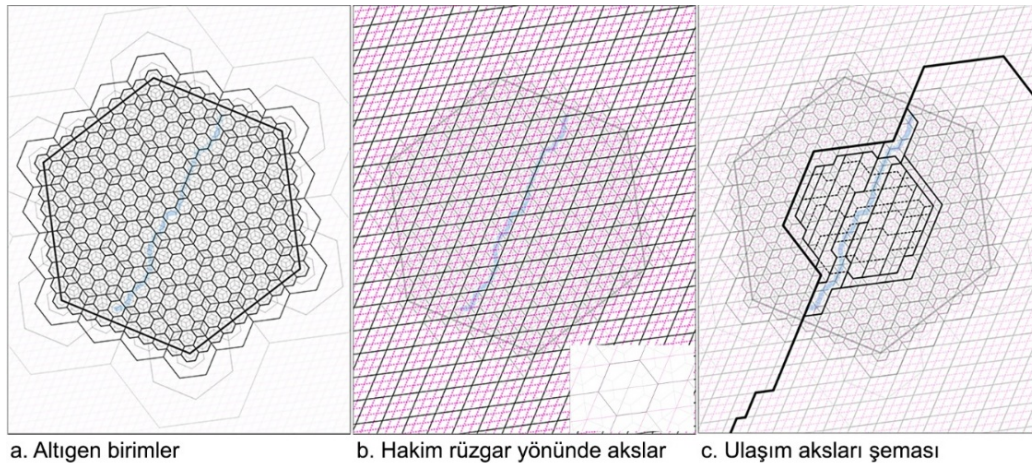 a. Altıgen birimler
b. Hakim rüzgar yönünde akslar
c. Ulaşım aksları şeması